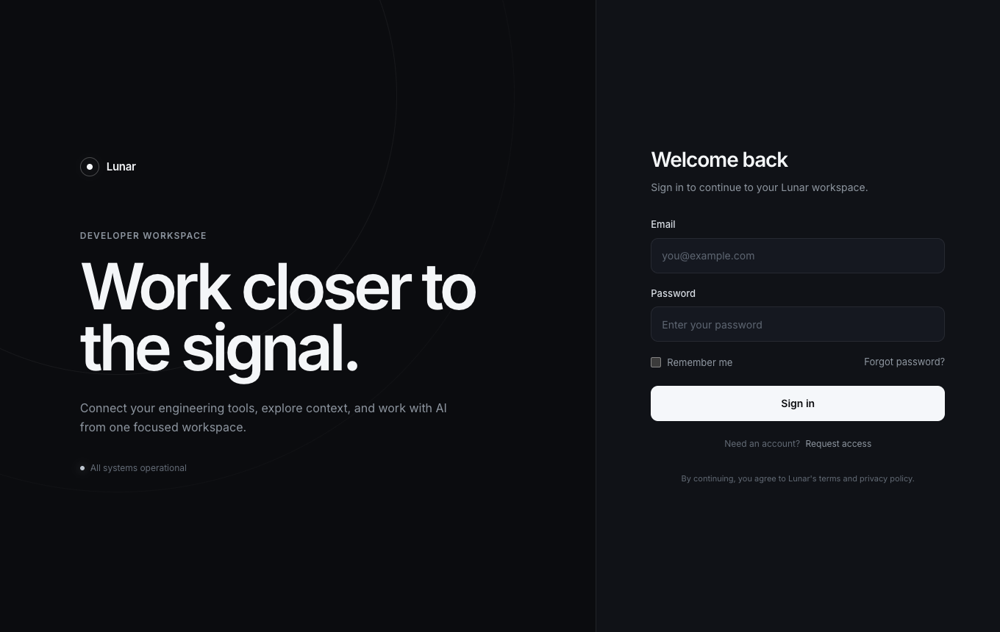 Lunar
DEVELOPER WORKSPACE
Work closer to
the signal.
Connect your engineering tools, explore context, and work with AI
from one focused workspace.
All systems operational
Welcome back
Sign in to continue to your Lunar workspace.
Email
you@example.com
Password
Enter your password
Remember me
Forgot password?
Sign in
Need an account? Request access
By continuing, you agree to Lunar's terms and privacy policy.